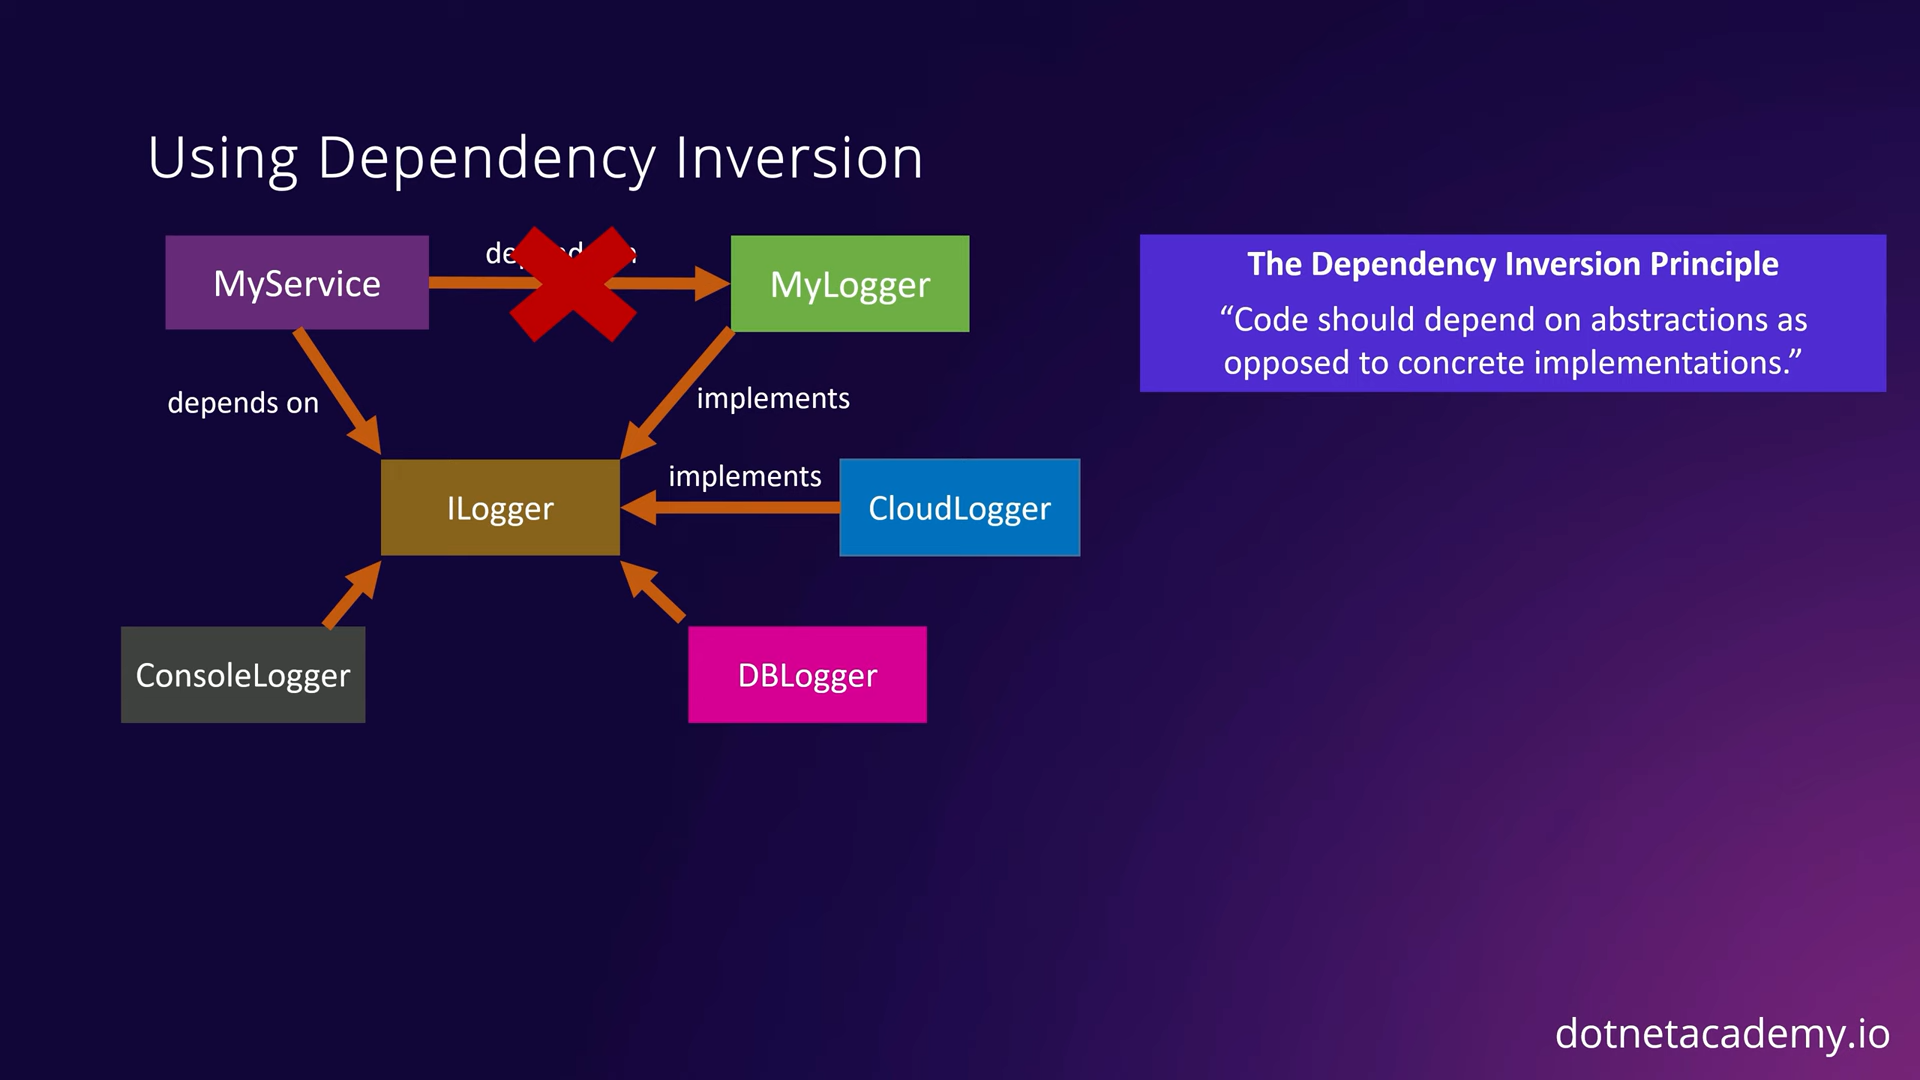 Using Dependency Inversion
MyService
MyLogger
The Dependency Inversion Principle
“Code should depend on abstractions as
opposed to concrete implementations.”
depends on
implements
implements
ILogger
CloudLogger
ConsoleLogger
DBLogger
dotnetacademy.io